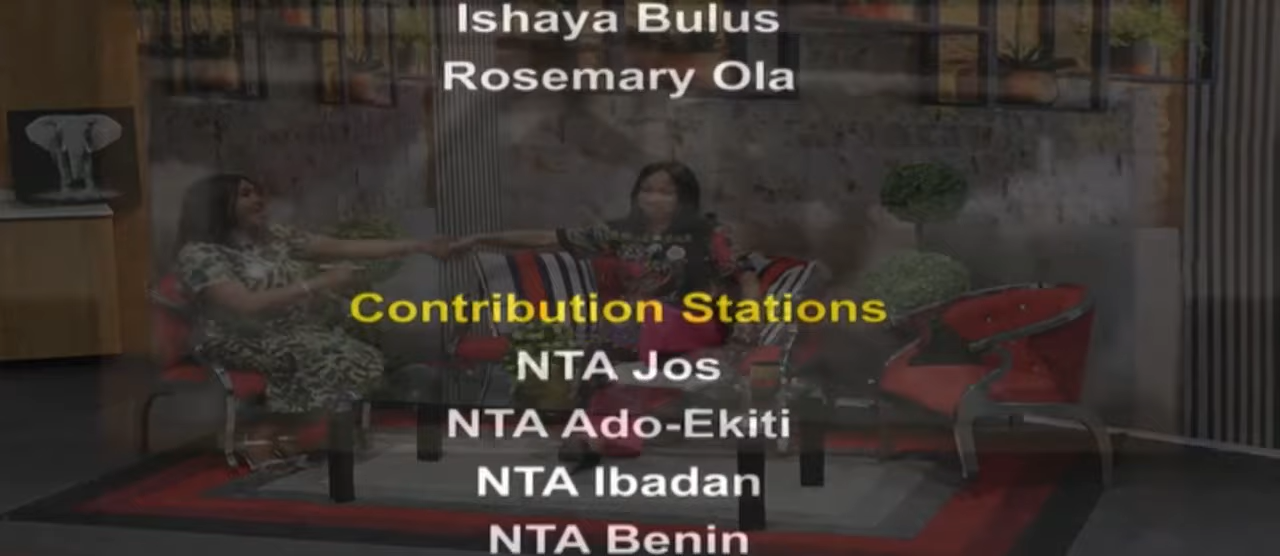 Ishaya Bulus
Rosemary Ola
Contribution Stations
NTA Jos
NTA Ado-Ekiti
NTA Ibadan
NTA Benin